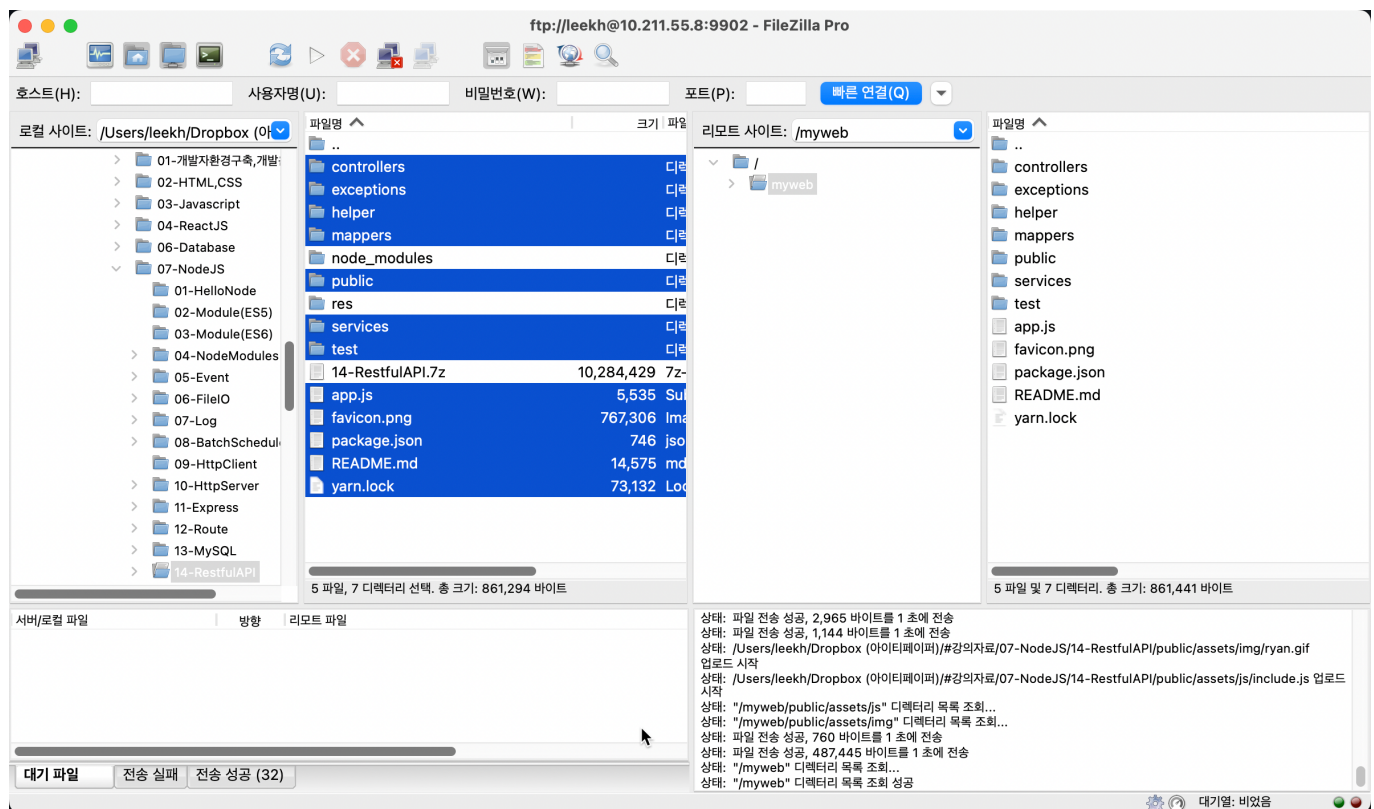 ftp://leekh@10.211.55.8:9902 - FileZilla Pro
호스트(H): 사용자명(U): 비밀번호(W): 포트(P): 빠른 연결(Q)
로컬 사이트: /Users/leekh/Dropbox (아
01-개발자환경구축,개발
02-HTML,CSS
03-Javascript
04-ReactJS
06-Database
07-NodeJS
01-HelloNode
02-Module(ES5)
03-Module(ES6)
04-NodeModules
05-Event
06-FileIO
07-Log
08-BatchSchedul
09-HttpClient
10-HttpServer
11-Express
12-Route
13-MySQL
14-RestfulAPI
파일명 크기 파일
..
controllers 디렉
exceptions 디렉
helper 디렉
mappers 디렉
node_modules 디렉
public 디렉
res 디렉
services 디렉
test 디렉
14-RestfulAPI.7z 10,284,429 7z-
app.js 5,535 Sul
favicon.png 767,306 Ima
package.json 746 jso
README.md 14,575 md
yarn.lock 73,132 Loc
5 파일, 7 디렉터리 선택. 총 크기: 861,294 바이트
리모트 사이트: /myweb
/
myweb
파일명
..
controllers
exceptions
helper
mappers
public
services
test
app.js
favicon.png
package.json
README.md
yarn.lock
5 파일 및 7 디렉터리. 총 크기: 861,441 바이트
서버/로컬 파일 방향 리모트 파일
대기 파일 전송 실패 전송 성공 (32)
상태: 파일 전송 성공, 2,965 바이트를 1 초에 전송
상태: 파일 전송 성공, 1,144 바이트를 1 초에 전송
상태: /Users/leekh/Dropbox (아이티페이퍼)/#강의자료/07-NodeJS/14-RestfulAPI/public/assets/img/ryan.gif
업로드 시작
상태: /Users/leekh/Dropbox (아이티페이퍼)/#강의자료/07-NodeJS/14-RestfulAPI/public/assets/js/include.js 업로드
시작
상태: "/myweb/public/assets/js" 디렉터리 목록 조회...
상태: "/myweb/public/assets/img" 디렉터리 목록 조회...
상태: 파일 전송 성공, 760 바이트를 1 초에 전송
상태: 파일 전송 성공, 487,445 바이트를 1 초에 전송
상태: "/myweb" 디렉터리 목록 조회...
상태: "/myweb" 디렉터리 목록 조회 성공
대기열: 비었음